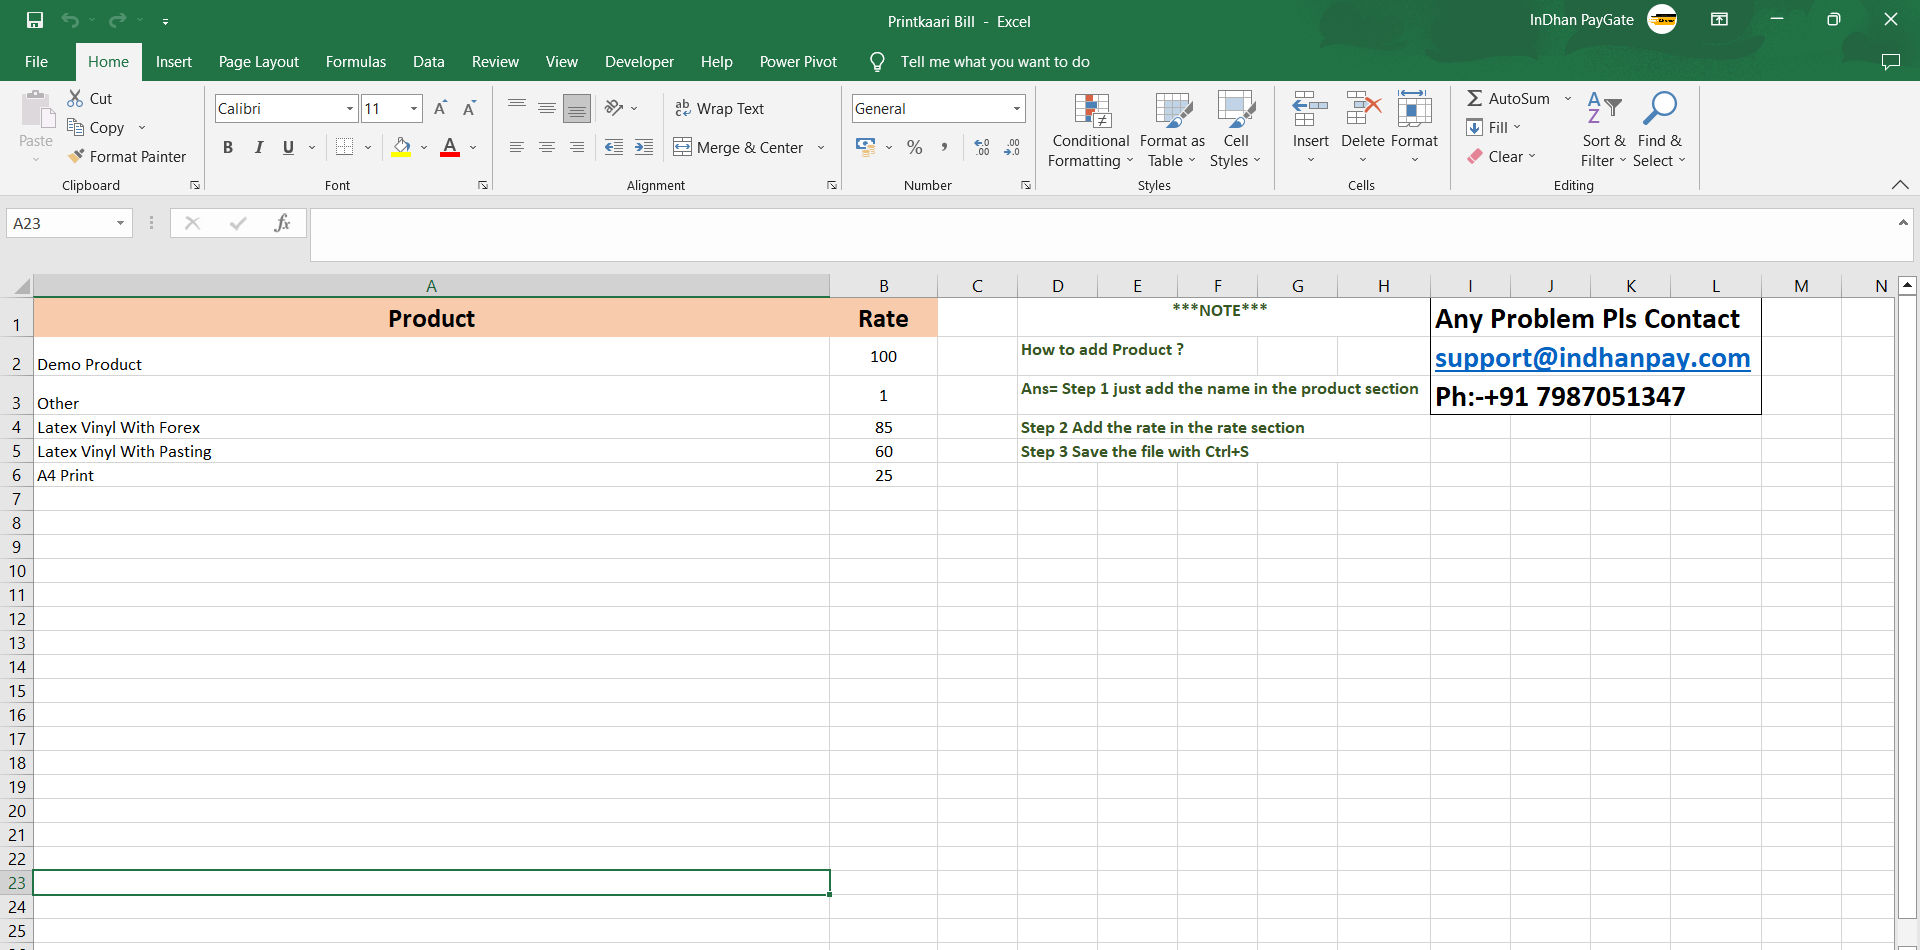 Printkaari Bill - Excel
InDhan PayGate
File Home Insert Page Layout Formulas Data Review View Developer Help Power Pivot Tell me what you want to do
Paste
Cut
Copy
Format Painter
Clipboard
Calibri 11
B I U
Font
Wrap Text
Merge & Center
Alignment
General
Number
Conditional Formatting
Format as Table
Cell Styles
Styles
Insert
Delete
Format
Cells
AutoSum
Fill
Clear
Sort & Filter
Find & Select
Editing
A23
fx
A B C D E F G H I J K L M N
1 Product Rate ***NOTE*** Any Problem Pls Contact
2 Demo Product 100 How to add Product ? support@indhanpay.com
3 Other 1 Ans= Step 1 just add the name in the product section Ph:-+91 7987051347
4 Latex Vinyl With Forex 85 Step 2 Add the rate in the rate section
5 Latex Vinyl With Pasting 60 Step 3 Save the file with Ctrl+S
6 A4 Print 25
7
8
9
10
11
12
13
14
15
16
17
18
19
20
21
22
23
24
25